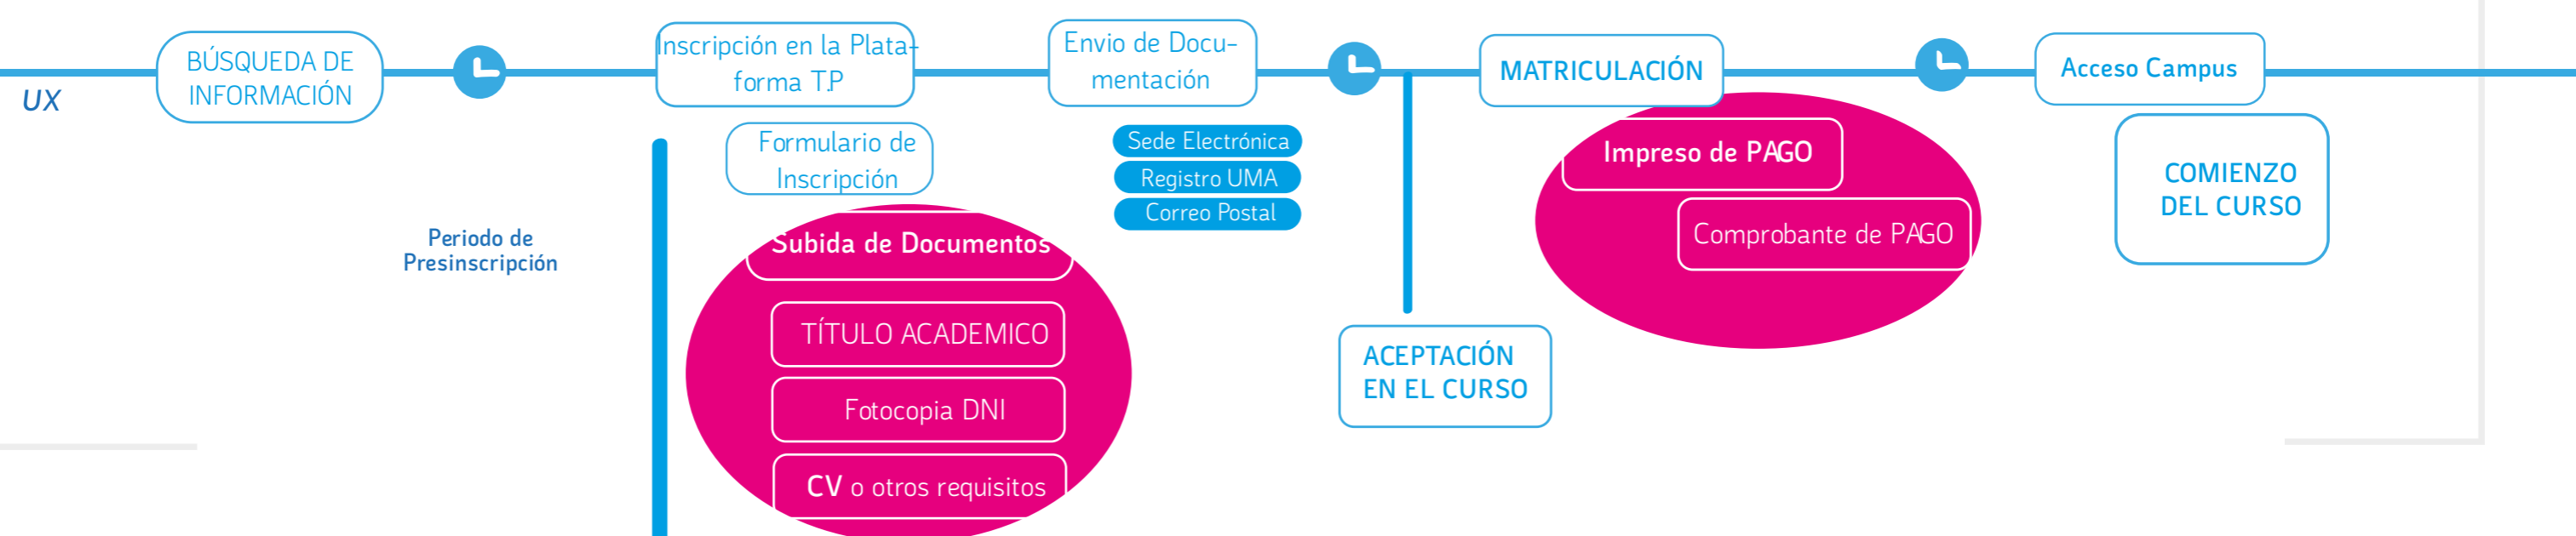 UX
BÚSQUEDA DE
INFORMACIÓN
Periodo de
Presinscripción
Inscripción en la Plata-
forma T.P
Formulario de
Inscripción
Subida de Documentos
TÍTULO ACADEMICO
Fotocopia DNI
CV o otros requisitos
Envio de Docu-
mentación
Sede Electrónica
Registro UMA
Correo Postal
ACEPTACIÓN
EN EL CURSO
MATRICULACIÓN
Impreso de PAGO
Comprobante de PAGO
Acceso Campus
COMIENZO
DEL CURSO